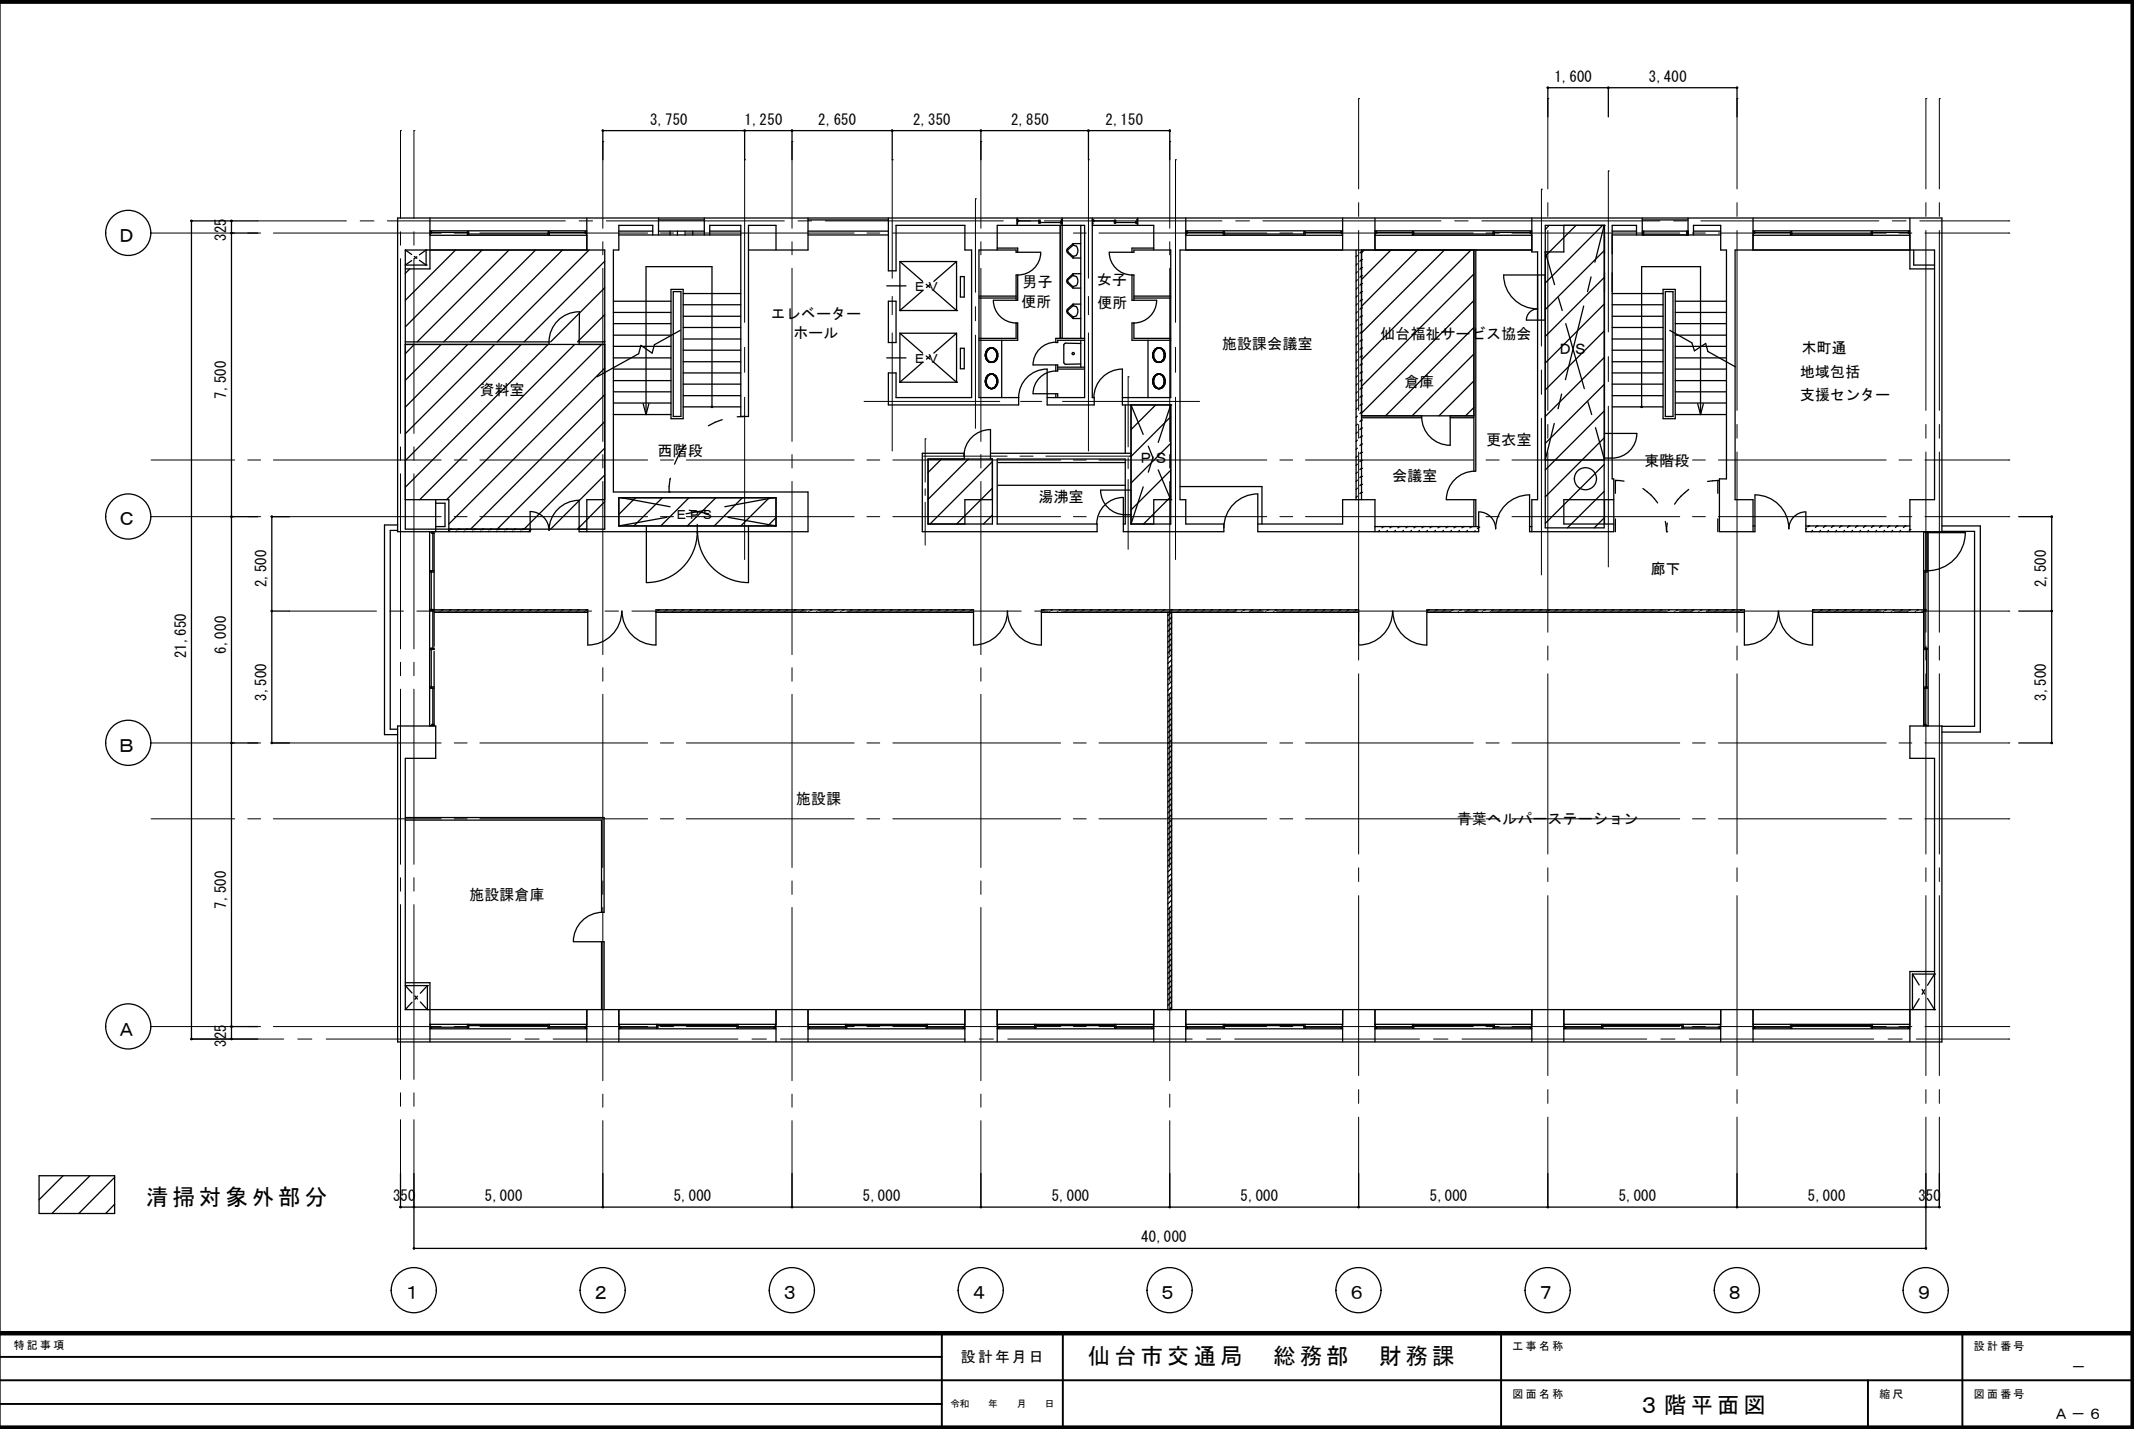 1,600
3,400
3,750
1,250
2,650
2,350
2,850
2,150
D
325
7,500
C
2,500
21,650
6,000
3,500
B
7,500
A
325
2,500
3,500
資料室
西階段
エレベーター
ホール
EV
EV
男子
便所
女子
便所
PS
湯沸室
EPS
施設課会議室
仙台福祉サービス協会
倉庫
会議室
更衣室
DS
東階段
木町通
地域包括
支援センター
廊下
施設課
青葉ヘルパーステーション
施設課倉庫
清掃対象外部分
350
5,000
5,000
5,000
5,000
5,000
5,000
5,000
5,000
350
40,000
1
2
3
4
5
6
7
8
9
特記事項
設計年月日
仙台市交通局 総務部 財務課
工事名称
設計番号
－
令和 年 月 日
図面名称
3階平面図
縮尺
図面番号
A－6